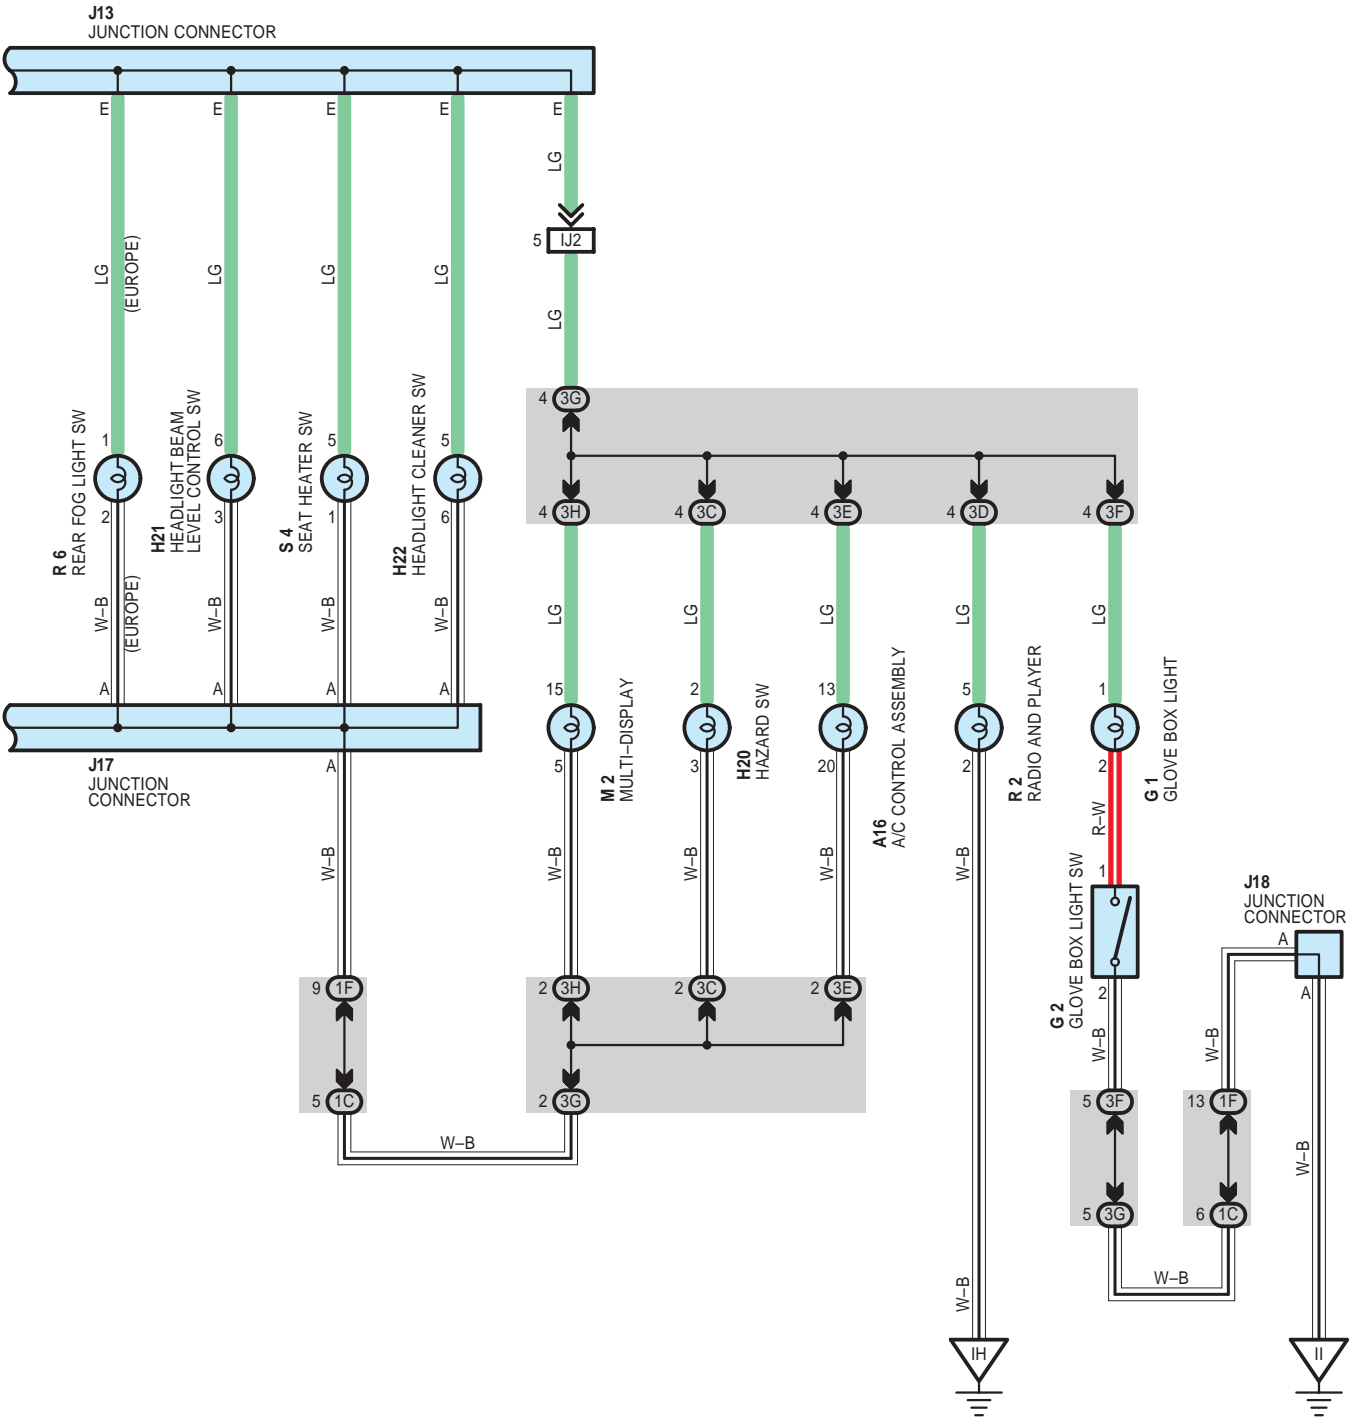 J13
JUNCTION CONNECTOR
E
E
E
E
E
LG
5
IJ2
LG
(EUROPE)
LG
LG
LG
LG
4
3G
1
6
5
5
R 6
REAR FOG LIGHT SW
H21
HEADLIGHT BEAM
LEVEL CONTROL SW
S 4
SEAT HEATER SW
H22
HEADLIGHT CLEANER SW
2
3
1
6
4
3H
4
3C
4
3E
4
3D
4
3F
W–B
(EUROPE)
W–B
W–B
W–B
LG
LG
LG
LG
LG
A
A
A
A
15
2
13
5
1
M 2
MULTI–DISPLAY
H20
HAZARD SW
A16
A/C CONTROL ASSEMBLY
R 2
RADIO AND PLAYER
G 1
GLOVE BOX LIGHT
J17
JUNCTION
CONNECTOR
A
5
3
20
2
2
R–W
W–B
W–B
W–B
W–B
W–B
1
G 2
GLOVE BOX LIGHT SW
J18
JUNCTION
CONNECTOR
A
A
2
9
1F
2
3H
2
3C
2
3E
W–B
W–B
5
1C
2
3G
5
3F
13
1F
W–B
W–B
5
3G
6
1C
W–B
W–B
IH
II